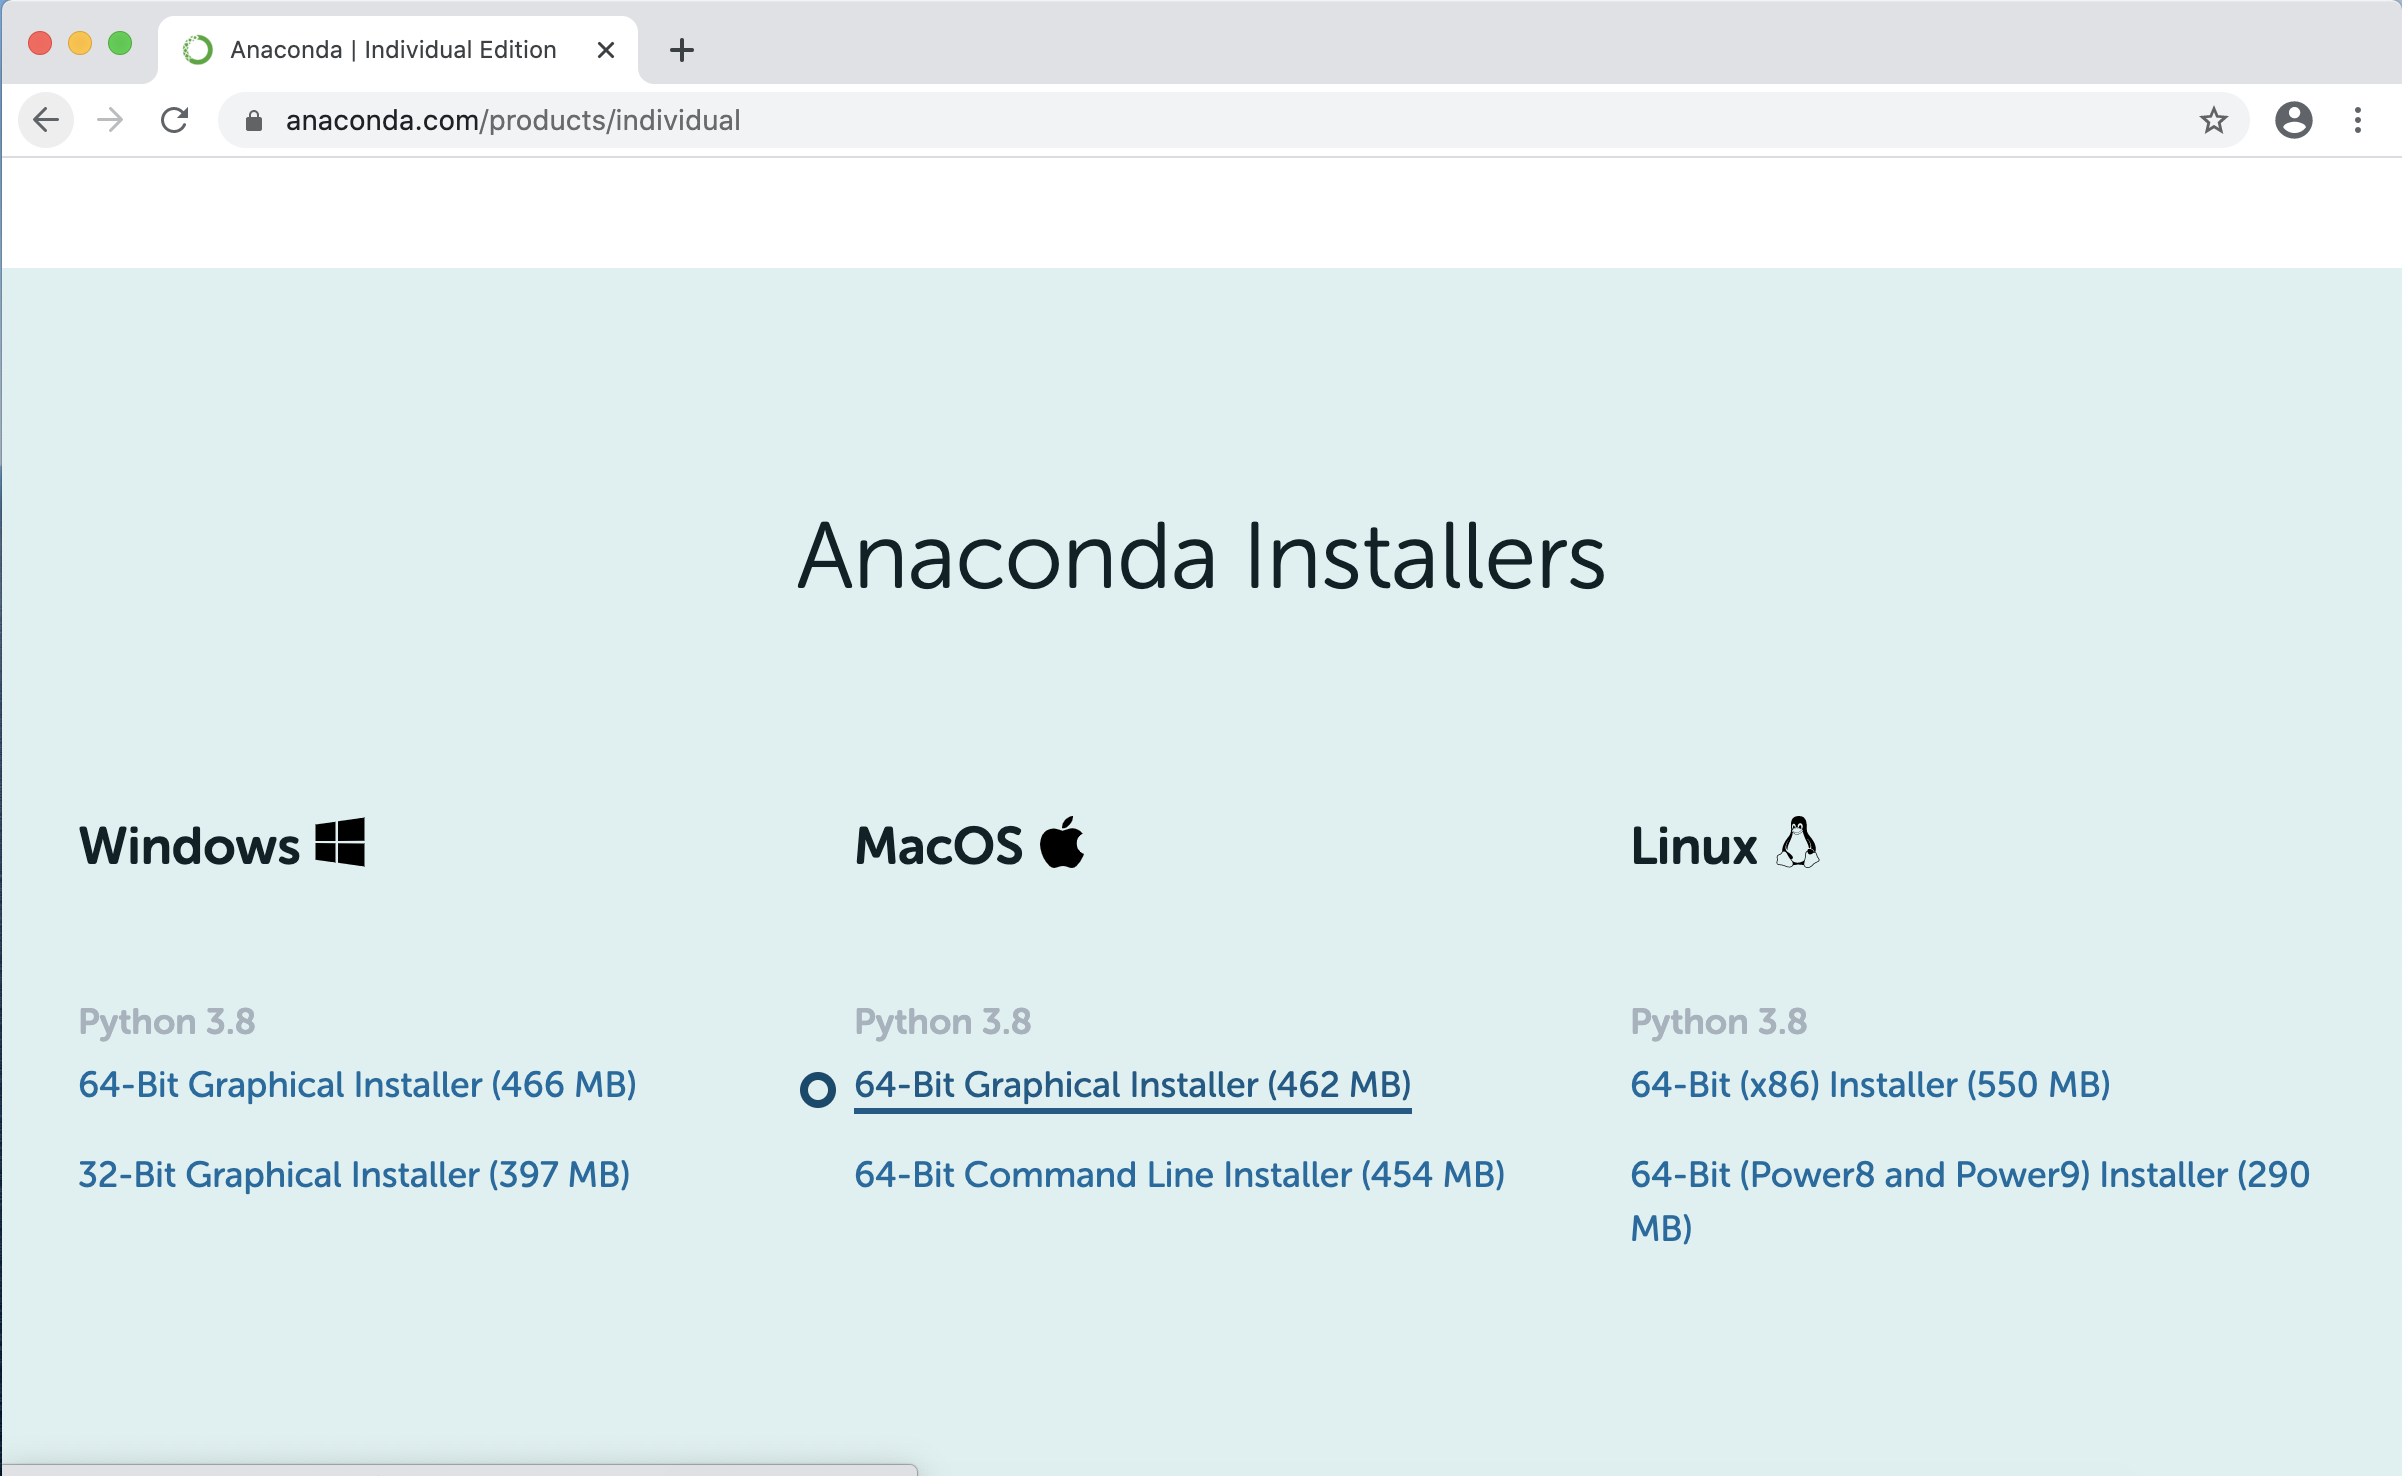 Anaconda | Individual Edition
anaconda.com/products/individual
Anaconda Installers
Windows
Python 3.8
64-Bit Graphical Installer (466 MB)
32-Bit Graphical Installer (397 MB)
MacOS
Python 3.8
64-Bit Graphical Installer (462 MB)
64-Bit Command Line Installer (454 MB)
Linux
Python 3.8
64-Bit (x86) Installer (550 MB)
64-Bit (Power8 and Power9) Installer (290
MB)